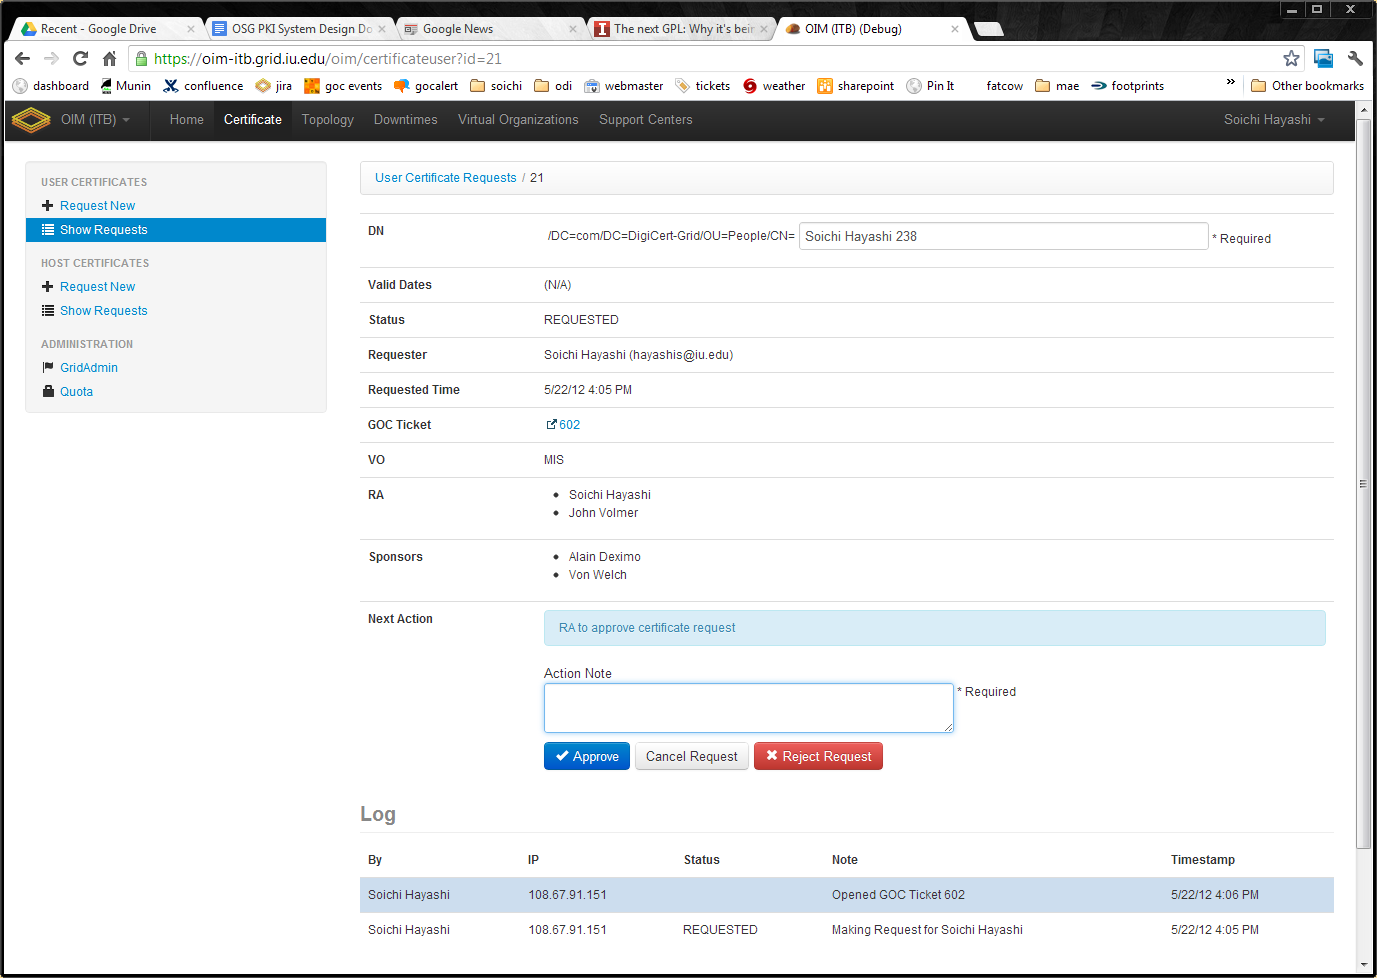 Recent - Google Drive
OSG PKI System Design Do
Google News
The next GPL: Why it's bein
OIM (ITB) (Debug)
https://oim-itb.grid.iu.edu/oim/certificateuser?id=21
dashboard Munin confluence jira goc events gocalert soichi odi webmaster tickets weather sharepoint Pin It fatcow mae footprints » Other bookmarks
OIM (ITB) Home Certificate Topology Downtimes Virtual Organizations Support Centers Soichi Hayashi
USER CERTIFICATES
Request New
Show Requests
HOST CERTIFICATES
Request New
Show Requests
ADMINISTRATION
GridAdmin
Quota
User Certificate Requests / 21
DN /DC=com/DC=DigiCert-Grid/OU=People/CN= Soichi Hayashi 238 * Required
Valid Dates (N/A)
Status REQUESTED
Requester Soichi Hayashi (hayashis@iu.edu)
Requested Time 5/22/12 4:05 PM
GOC Ticket 602
VO MIS
RA • Soichi Hayashi
• John Volmer
Sponsors • Alain Deximo
• Von Welch
Next Action RA to approve certificate request
Action Note
* Required
Approve Cancel Request Reject Request
Log
By IP Status Note Timestamp
Soichi Hayashi 108.67.91.151 Opened GOC Ticket 602 5/22/12 4:06 PM
Soichi Hayashi 108.67.91.151 REQUESTED Making Request for Soichi Hayashi 5/22/12 4:05 PM